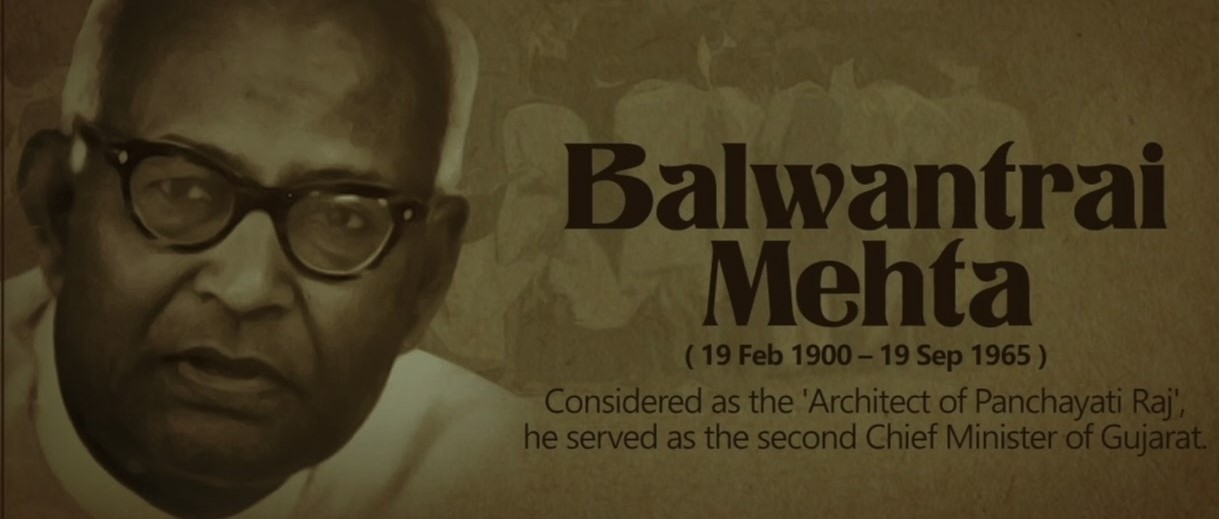 Balwantrai
Mehta
( 19 Feb 1900 – 19 Sep 1965 )
Considered as the 'Architect of Panchayati Raj',
he served as the second Chief Minister of Gujarat.